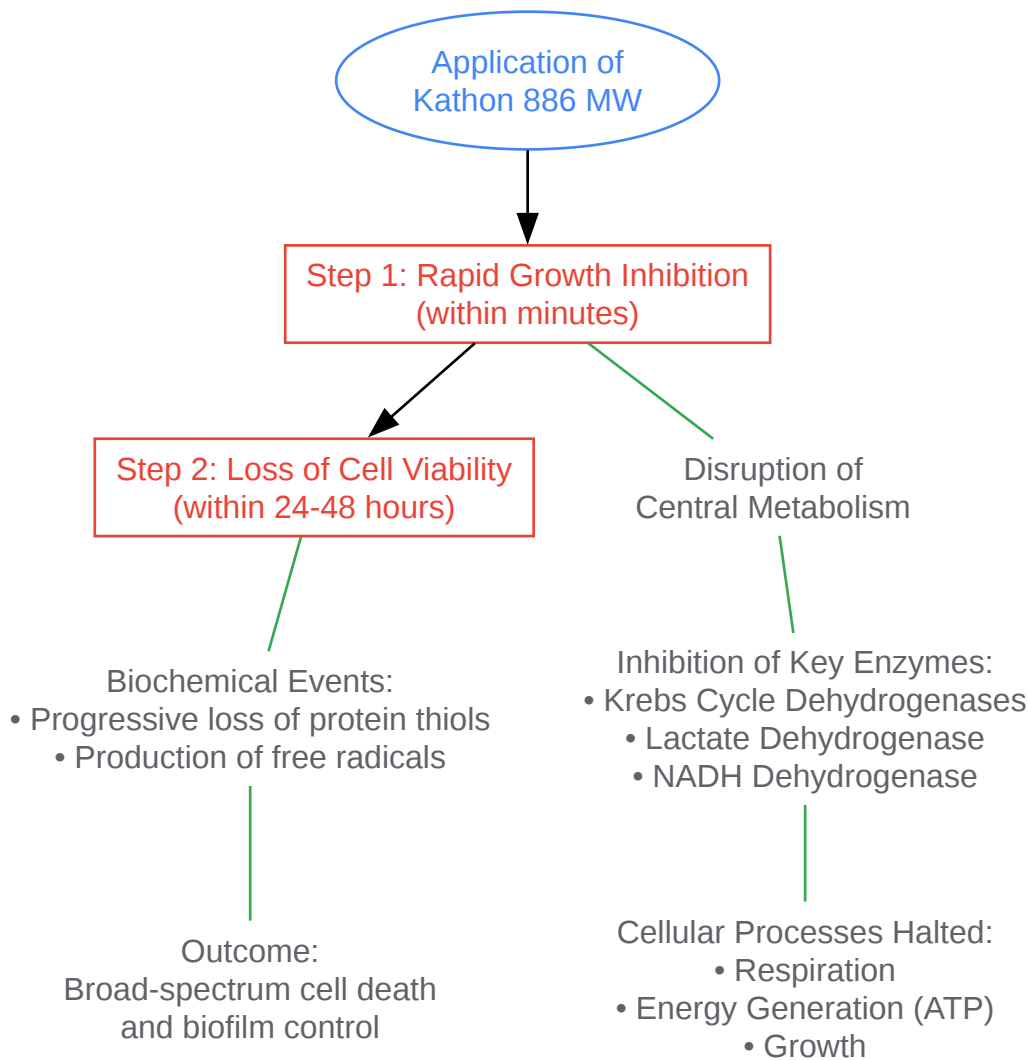 Application of
Kathon 886 MW
Step 1: Rapid Growth Inhibition
(within minutes)
Step 2: Loss of Cell Viability
(within 24-48 hours)
Disruption of
Central Metabolism
Biochemical Events:
• Progressive loss of protein thiols
• Production of free radicals
Inhibition of Key Enzymes:
• Krebs Cycle Dehydrogenases
• Lactate Dehydrogenase
• NADH Dehydrogenase
Outcome:
Broad-spectrum cell death
and biofilm control
Cellular Processes Halted:
• Respiration
• Energy Generation (ATP)
• Growth